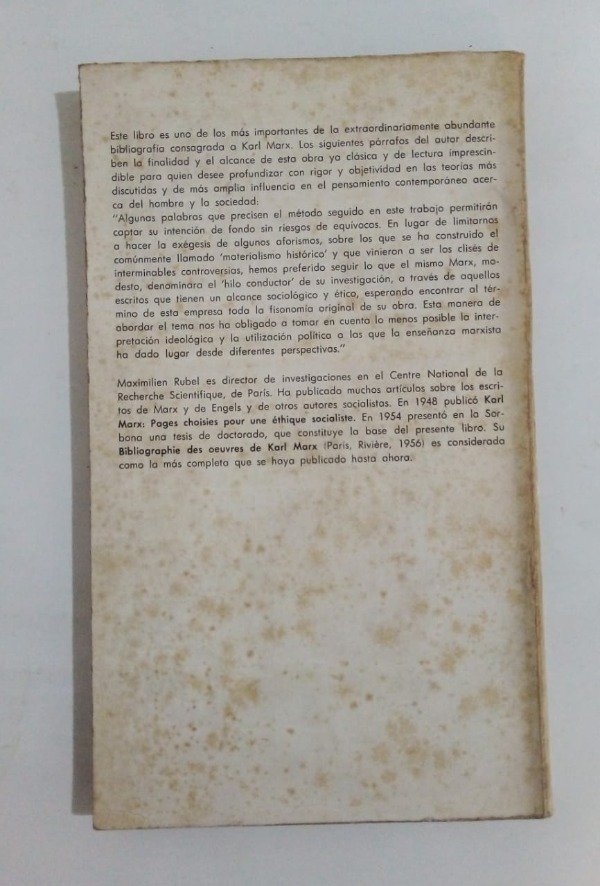 Este libro es uno de los más importantes de la extraordinariamente abundante
bibliografía consagrada a Karl Marx. Los siguientes párrafos del autor descri-
ben la finalidad y el alcance de esta obra ya clásica y de lectura imprescin-
dible para quien desee profundizar con rigor y objetividad en las teorías más
discutidas y de más amplia influencia en el pensamiento contemporáneo acer-
ca del hombre y la sociedad:
"Algunas palabras que precisen el método seguido en este trabajo permitirán
captar su intención de fondo sin riesgos de equívocos. En lugar de limitarnos
a hacer la exégesis de algunos aforismos, sobre los que se ha construido el
comúnmente llamado 'materialismo histórico' y que vinieron a ser las clisés de
interminables controversias, hemos preferido seguir lo que el mismo Marx, mo-
desto, denominara el 'hilo conductor' de su investigación, a través de aquellos
escritos que tienen un alcance sociológico y ético, esperando encontrar al tér-
mino de esta empresa toda la fisonomía original de su obra. Esta manera de
abordar el tema nos ha obligado a tomar en cuenta lo menos posible la inter-
pretación ideológica y la utilización política a las que la enseñanza marxista
ha dado lugar desde diferentes perspectivas."
Maximilien Rubel es director de investigaciones en el Centre National de la
Recherche Scientifique, de París. Ha publicado muchos artículos sobre los escri-
tos de Marx y de Engels y de otros autores socialistas. En 1948 publicó Karl
Marx: Pages choisies pour une éthique socialiste. En 1954 presentó en la Sor-
bona una tesis de doctorado, que constituye la base del presente libro. Su
Bibliographie des oeuvres de Karl Marx (París, Rivière, 1956) es considerada
como la más completa que se haya publicado hasta ahora.